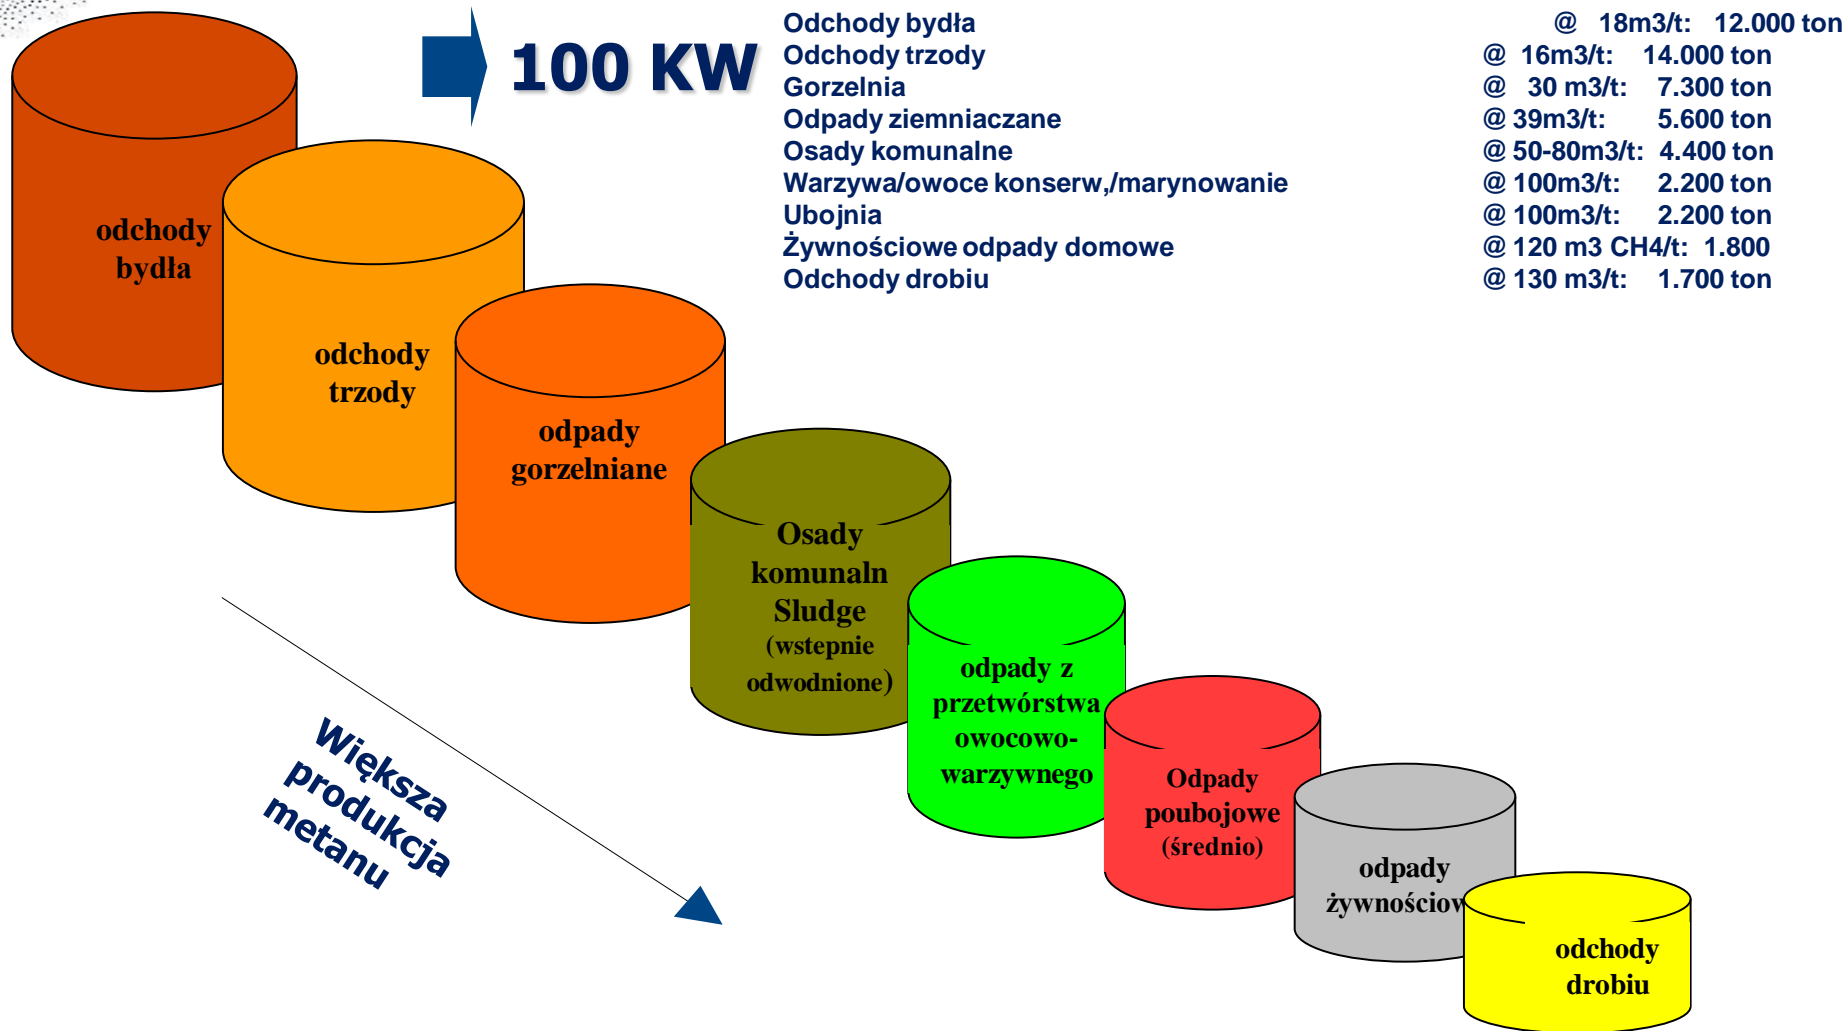 100 KW
Odchody bydła @ 18m3/t: 12.000 ton
Odchody trzody @ 16m3/t: 14.000 ton
Gorzelnia @ 30 m3/t: 7.300 ton
Odpady ziemniaczane @ 39m3/t: 5.600 ton
Osady komunalne @ 50-80m3/t: 4.400 ton
Warzywa/owoce konserw,/marynowanie @ 100m3/t: 2.200 ton
Ubojnia @ 100m3/t: 2.200 ton
Żywnościowe odpady domowe @ 120 m3 CH4/t: 1.800
Odchody drobiu @ 130 m3/t: 1.700 ton
odchody
bydła
odchody
trzody
odpady
gorzelniane
Osady
komunaln
Sludge
(wstepnie
odwodnione)
odpady z
przetwórstwa
owocowo-
warzywnego
Odpady
poubojowe
(średnio)
odpady
żywnościow
odchody
drobiu
Większa
produkcja
metanu